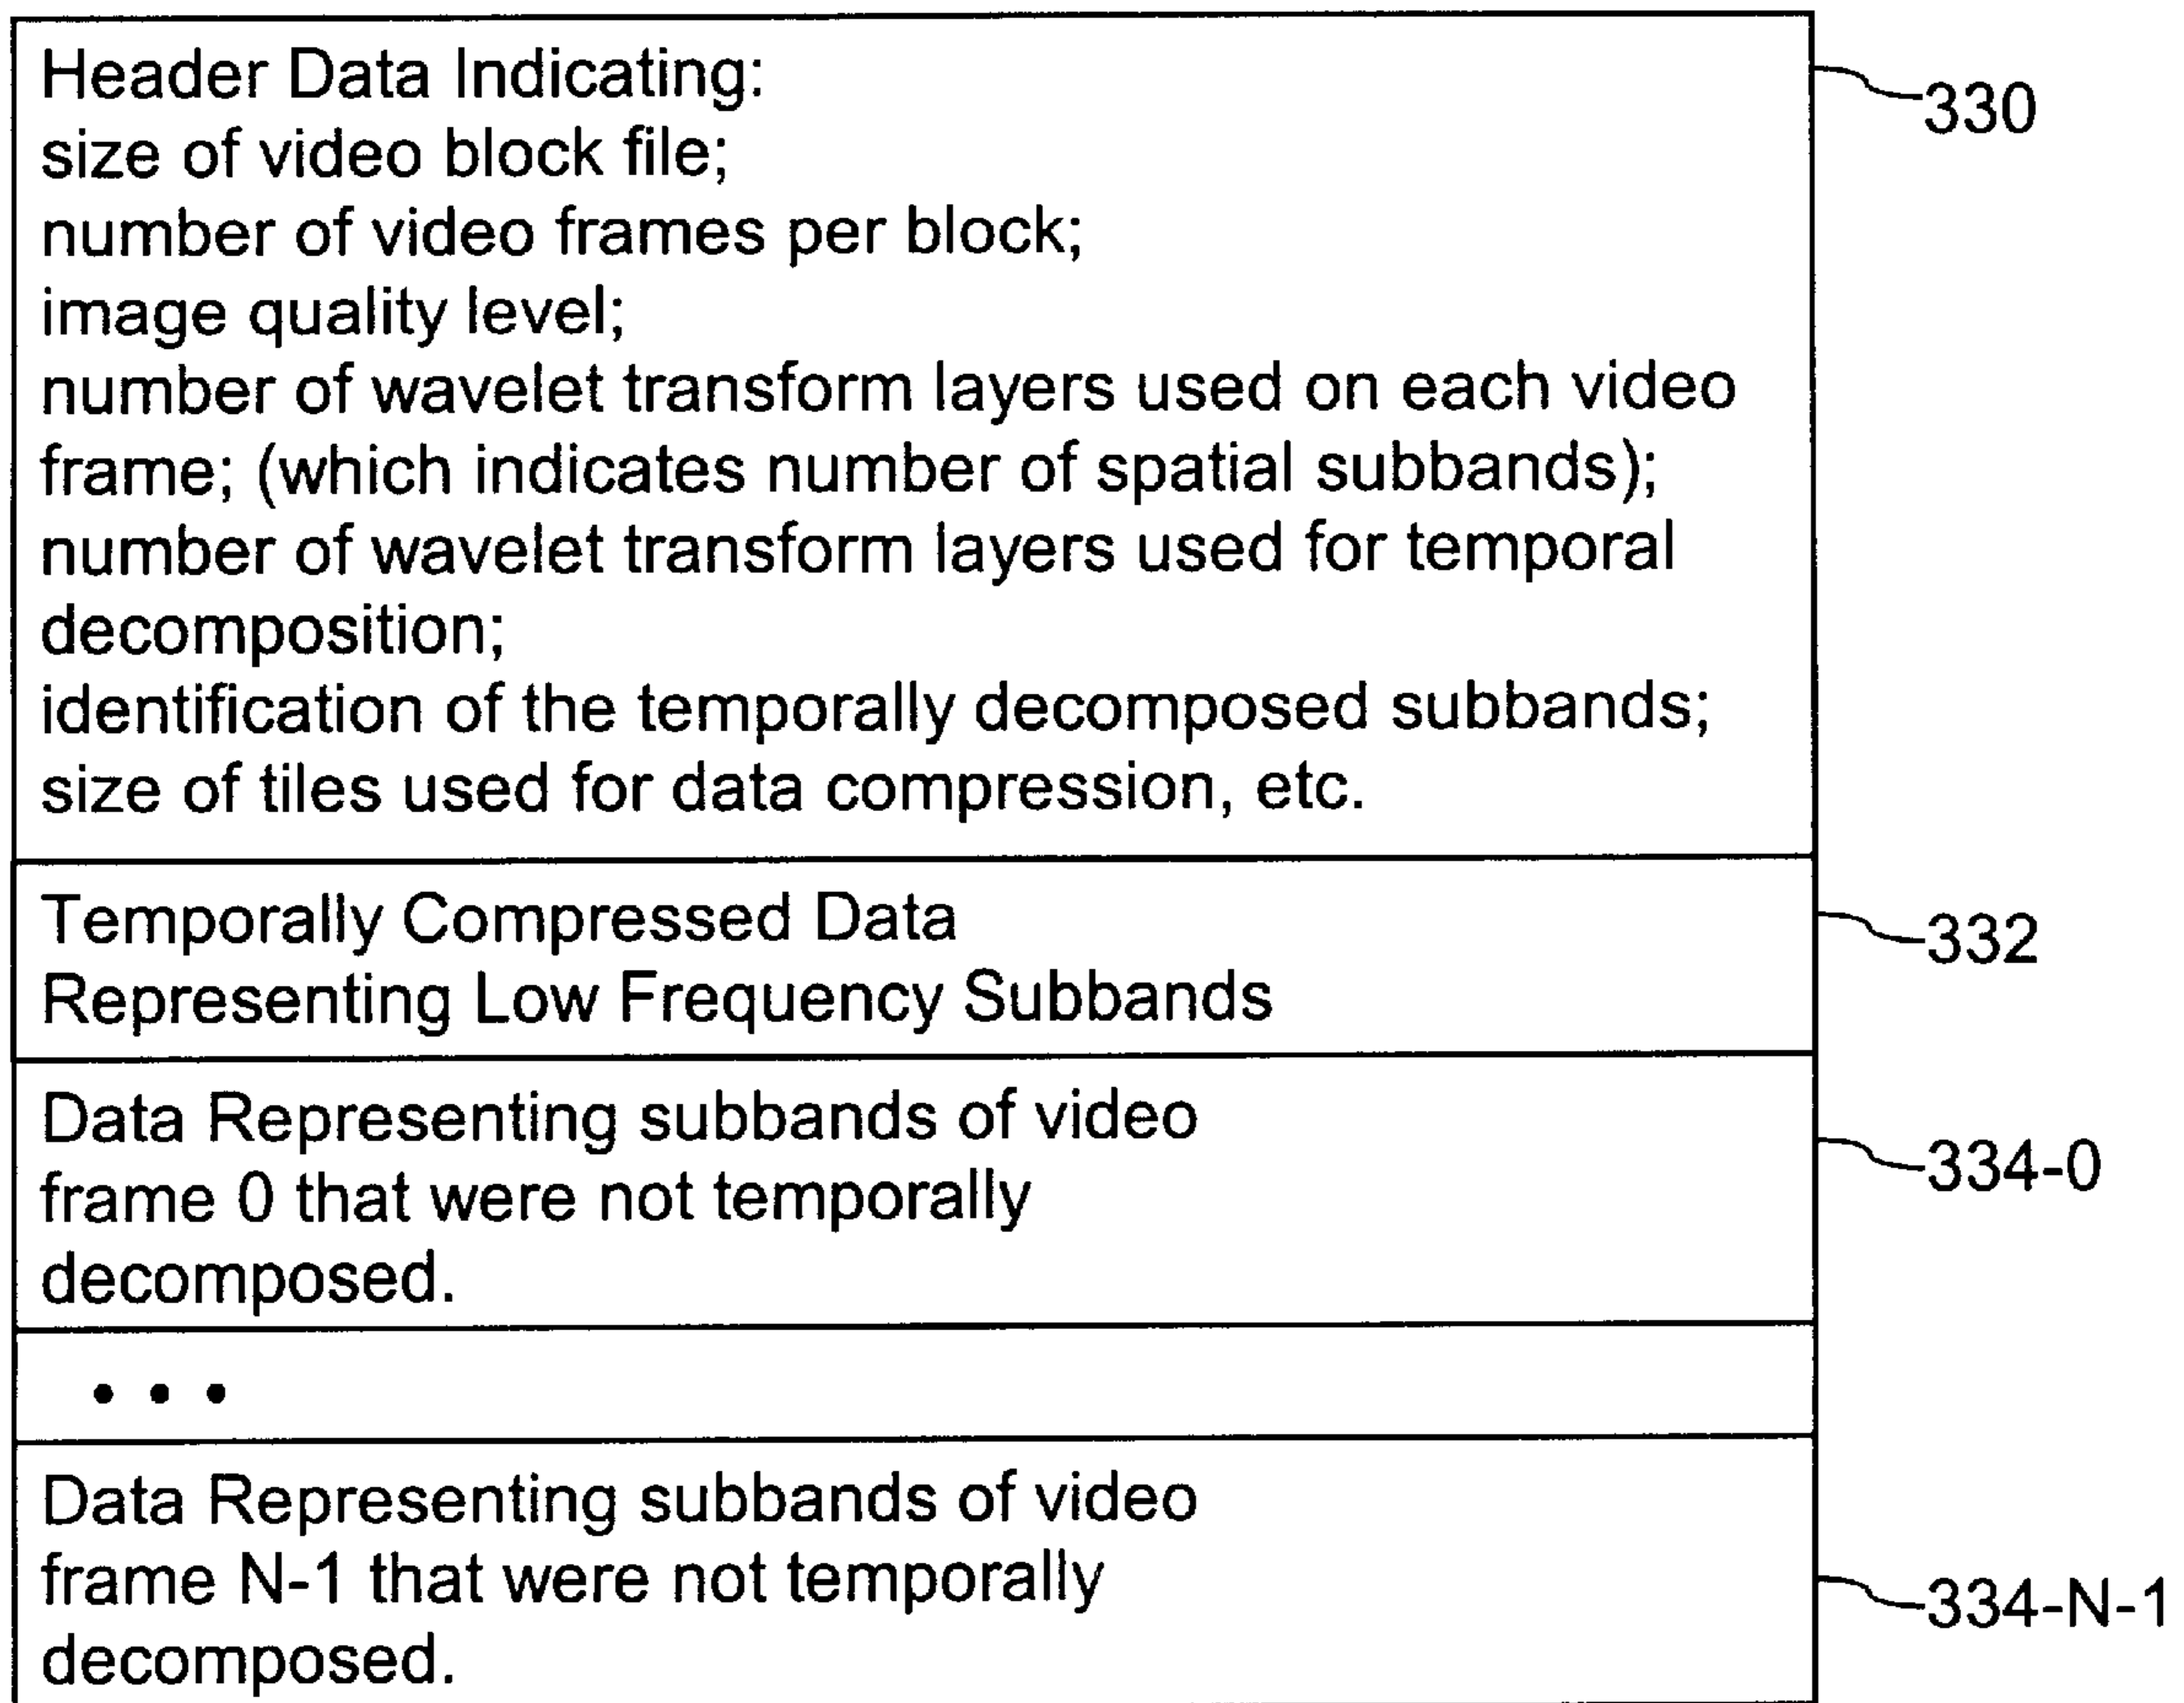 Header Data Indicating:
size of video block file;
330
number of video frames per block;
image quality level;
number of wavelet transform layers used on each video
frame; (which indicates number of spatial subbands);
number of wavelet transform layers used for temporal
decomposition;
identification of the temporally decomposed subbands;
size of tiles used for data compression, etc.
Temporally Compressed Data
332
Representing Low Frequency Subbands
Data Representing subbands of video
334-0
frame 0 that were not temporally
decomposed.
• • •
Data Representing subbands of video
frame N-1 that were not temporally
334-N-1
decomposed.